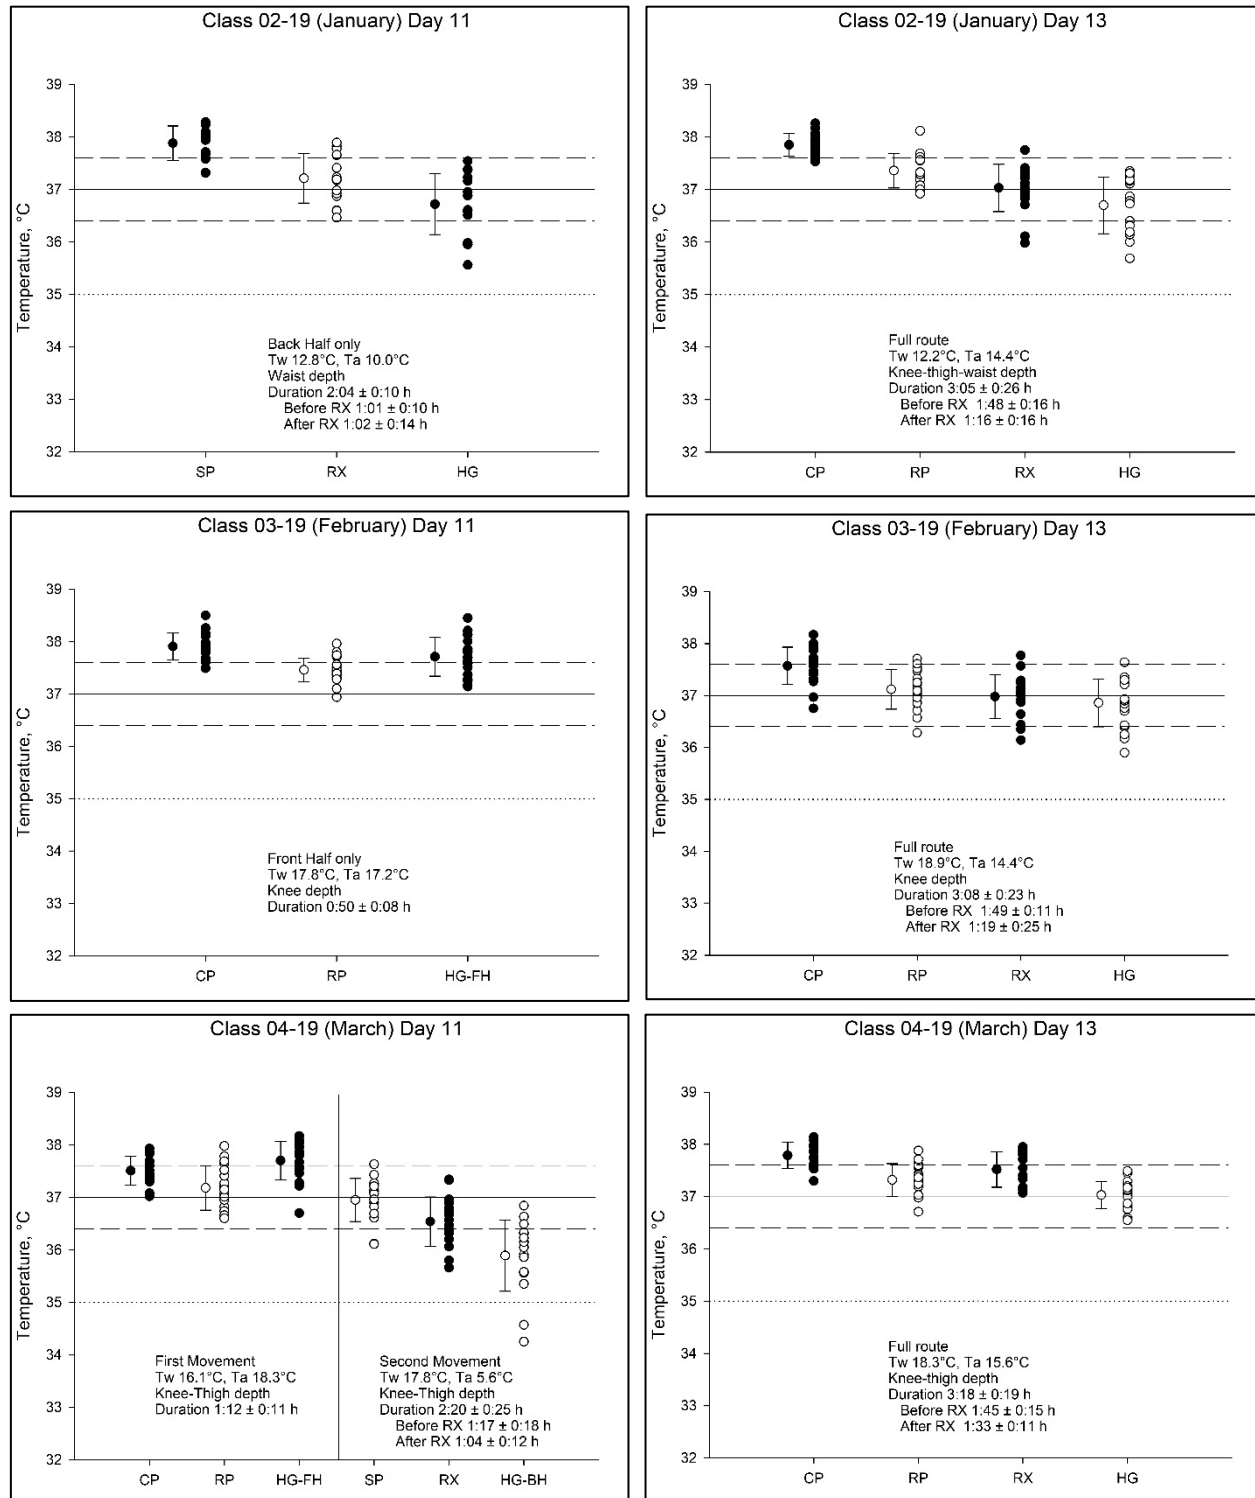 Class 02-19 (January) Day 11
Temperature, °C
39
38
37
36
35
34
33
32
Back Half only
Tw 12.8°C, Ta 10.0°C
Waist depth
Duration 2:04 ± 0:10 h
Before RX 1:01 ± 0:10 h
After RX 1:02 ± 0:14 h
SP RX HG
Class 02-19 (January) Day 13
Temperature, °C
39
38
37
36
35
34
33
32
Full route
Tw 12.2°C, Ta 14.4°C
Knee-thigh-waist depth
Duration 3:05 ± 0:26 h
Before RX 1:48 ± 0:16 h
After RX 1:16 ± 0:16 h
CP RP RX HG
Class 03-19 (February) Day 11
Temperature, °C
39
38
37
36
35
34
33
32
Front Half only
Tw 17.8°C, Ta 17.2°C
Knee depth
Duration 0:50 ± 0:08 h
CP RP HG-FH
Class 03-19 (February) Day 13
Temperature, °C
39
38
37
36
35
34
33
32
Full route
Tw 18.9°C, Ta 14.4°C
Knee depth
Duration 3:08 ± 0:23 h
Before RX 1:49 ± 0:11 h
After RX 1:19 ± 0:25 h
CP RP RX HG
Class 04-19 (March) Day 11
Temperature, °C
39
38
37
36
35
34
33
32
First Movement
Tw 16.1°C, Ta 18.3°C
Knee-Thigh depth
Duration 1:12 ± 0:11 h
Second Movement
Tw 17.8°C, Ta 5.6°C
Knee-Thigh depth
Duration 2:20 ± 0:25 h
Before RX 1:17 ± 0:18 h
After RX 1:04 ± 0:12 h
CP RP HG-FH SP RX HG-BH
Class 04-19 (March) Day 13
Temperature, °C
39
38
37
36
35
34
33
32
Full route
Tw 18.3°C, Ta 15.6°C
Knee-thigh depth
Duration 3:18 ± 0:19 h
Before RX 1:45 ± 0:15 h
After RX 1:33 ± 0:11 h
CP RP RX HG